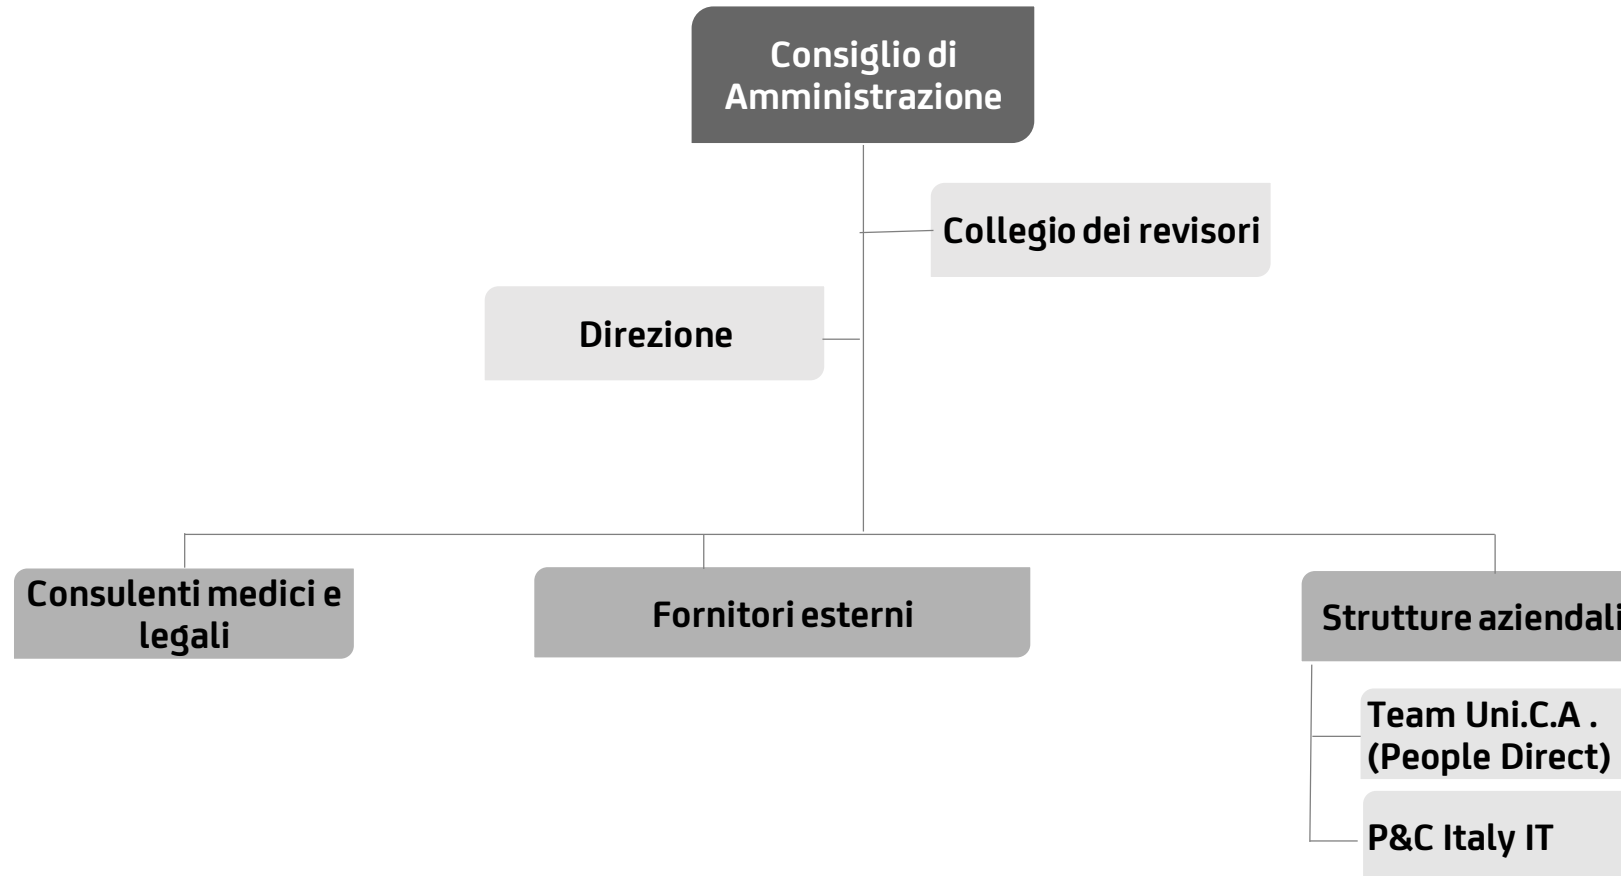 Consiglio di
Amministrazione
Collegio dei revisori
Direzione
Consulenti medici e
legali
Fornitori esterni
Strutture aziendali
Team Uni.C.A .
(People Direct)
P&C Italy IT